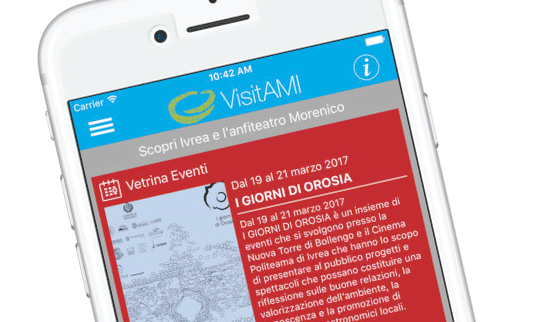 Carrier
10:42 AM
VisitAMI
Scopri Ivrea e l'anfiteatro Morenico
Vetrina Eventi
Dal 19 al 21 marzo 2017
I GIORNI DI OROSIA
Dal 19 al 21 marzo 2017
I GIORNI DI OROSIA è un insieme di
eventi che si svolgono presso la
Nuova Torre di Bollengo e il Cinema
Politeama di Ivrea che hanno lo scopo
di presentare al pubblico progetti e
spettacoli che possano costituire una
riflessione sulle buone relazioni, la
valorizzazione dell'ambiente, la
promozione di
astronomici locali.